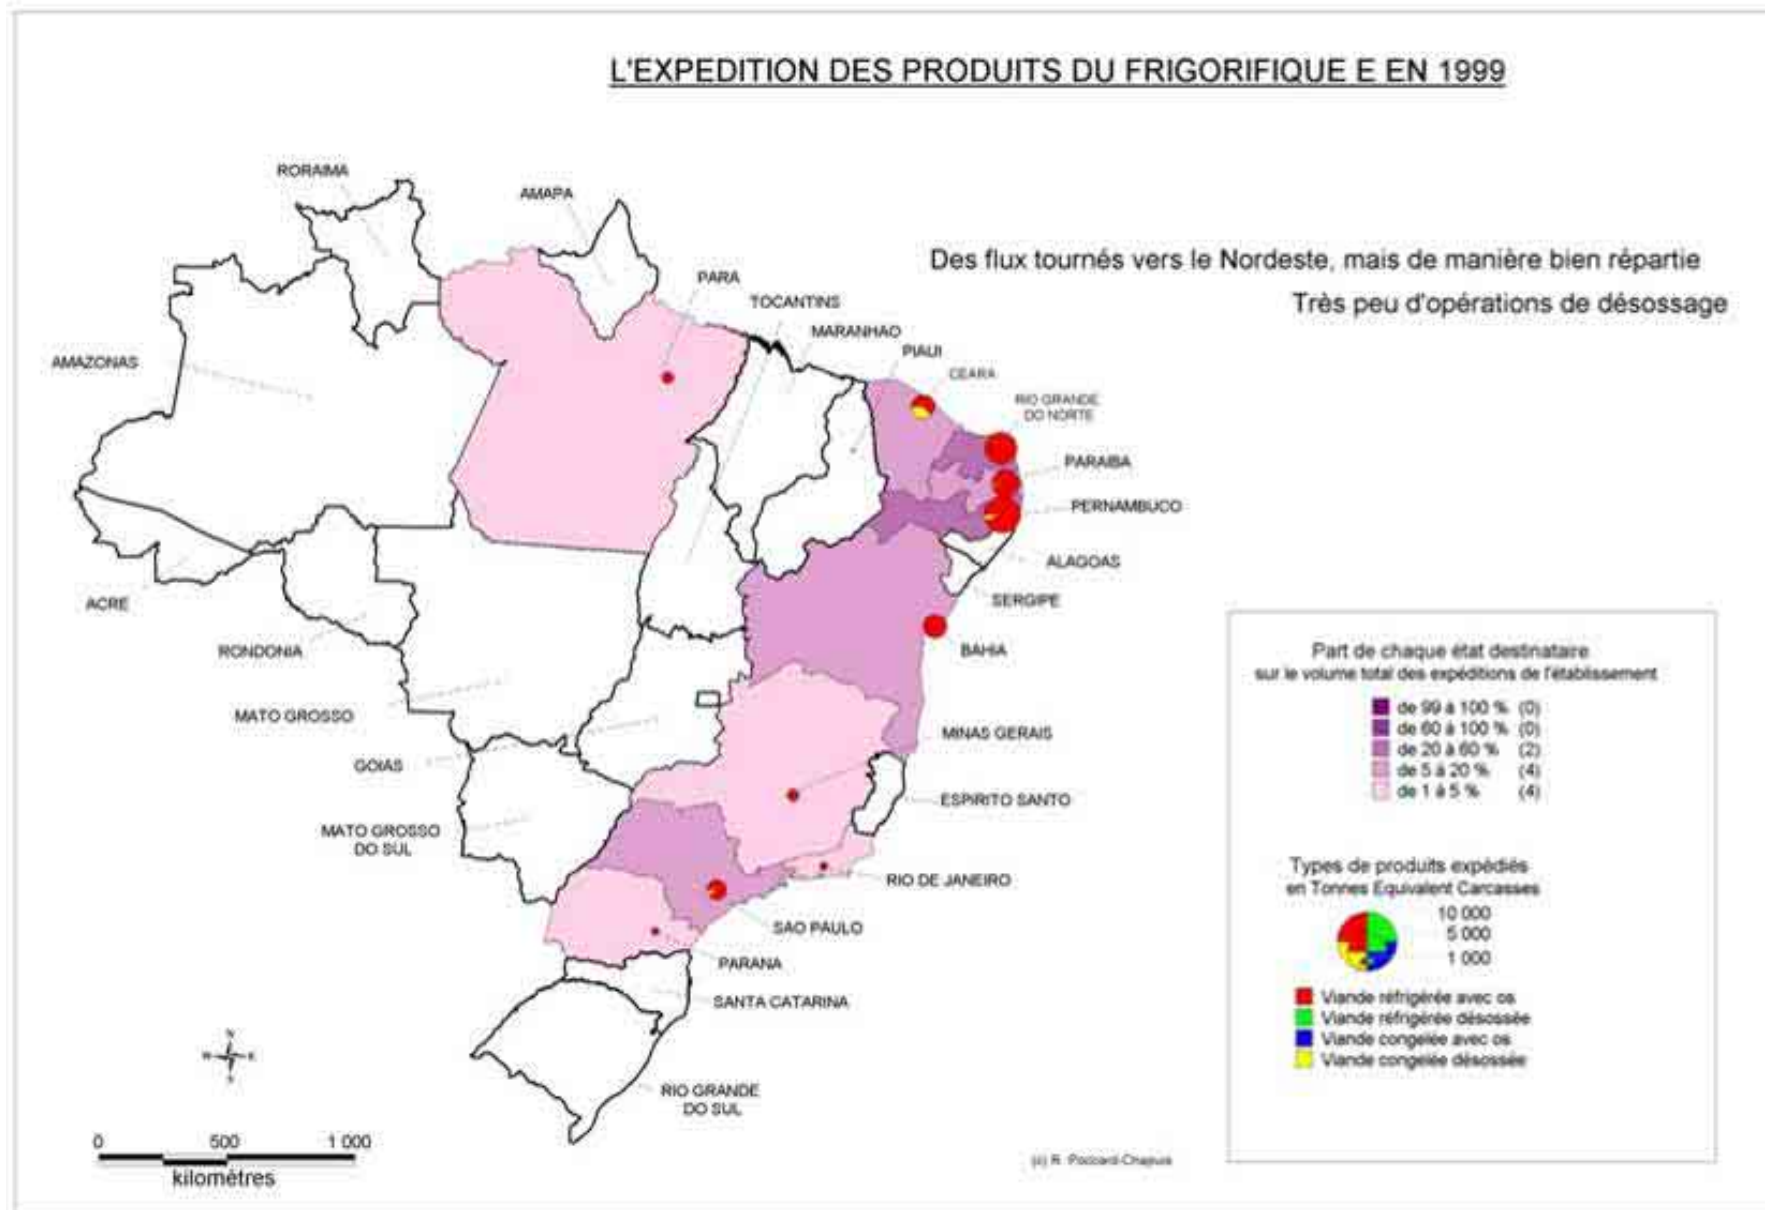 L'EXPEDITION DES PRODUITS DU FRIGORIFIQUE E EN 1999
RORAIMA
AMAPA
Des flux tournés vers le Nordeste, mais de manière bien répartie
Très peu d'opérations de désossage
PARA
TOCANTINS
MARANHAO
PIAUI
CEARA
AMAZONAS
RIO GRANDE
DO NORTE
PARAIBA
PERNAMBUCO
ALAGOAS
SERGIPE
ACRE
RONDONIA
BAHIA
MATO GROSSO
GOIAS
MINAS GERAIS
ESPIRITO SANTO
MATO GROSSO
DO SUL
RIO DE JANEIRO
SAO PAULO
PARANA
SANTA CATARINA
RIO GRANDE
DO SUL
Part de chaque état destinataire
sur le volume total des expéditions de l'établissement
de 99 à 100 % (0)
de 60 à 100 % (0)
de 20 à 60 % (2)
de 5 à 20 % (4)
de 1 à 5 % (4)
Types de produits expédiés
en Tonnes Equivalent Carcasses
10 000
5 000
1 000
Viande réfrigérée avec os
Viande réfrigérée désossée
Viande congelée avec os
Viande congelée désossée
N
E
S
0 500 1 000
kilomètres
R. Poccard-Chapuis